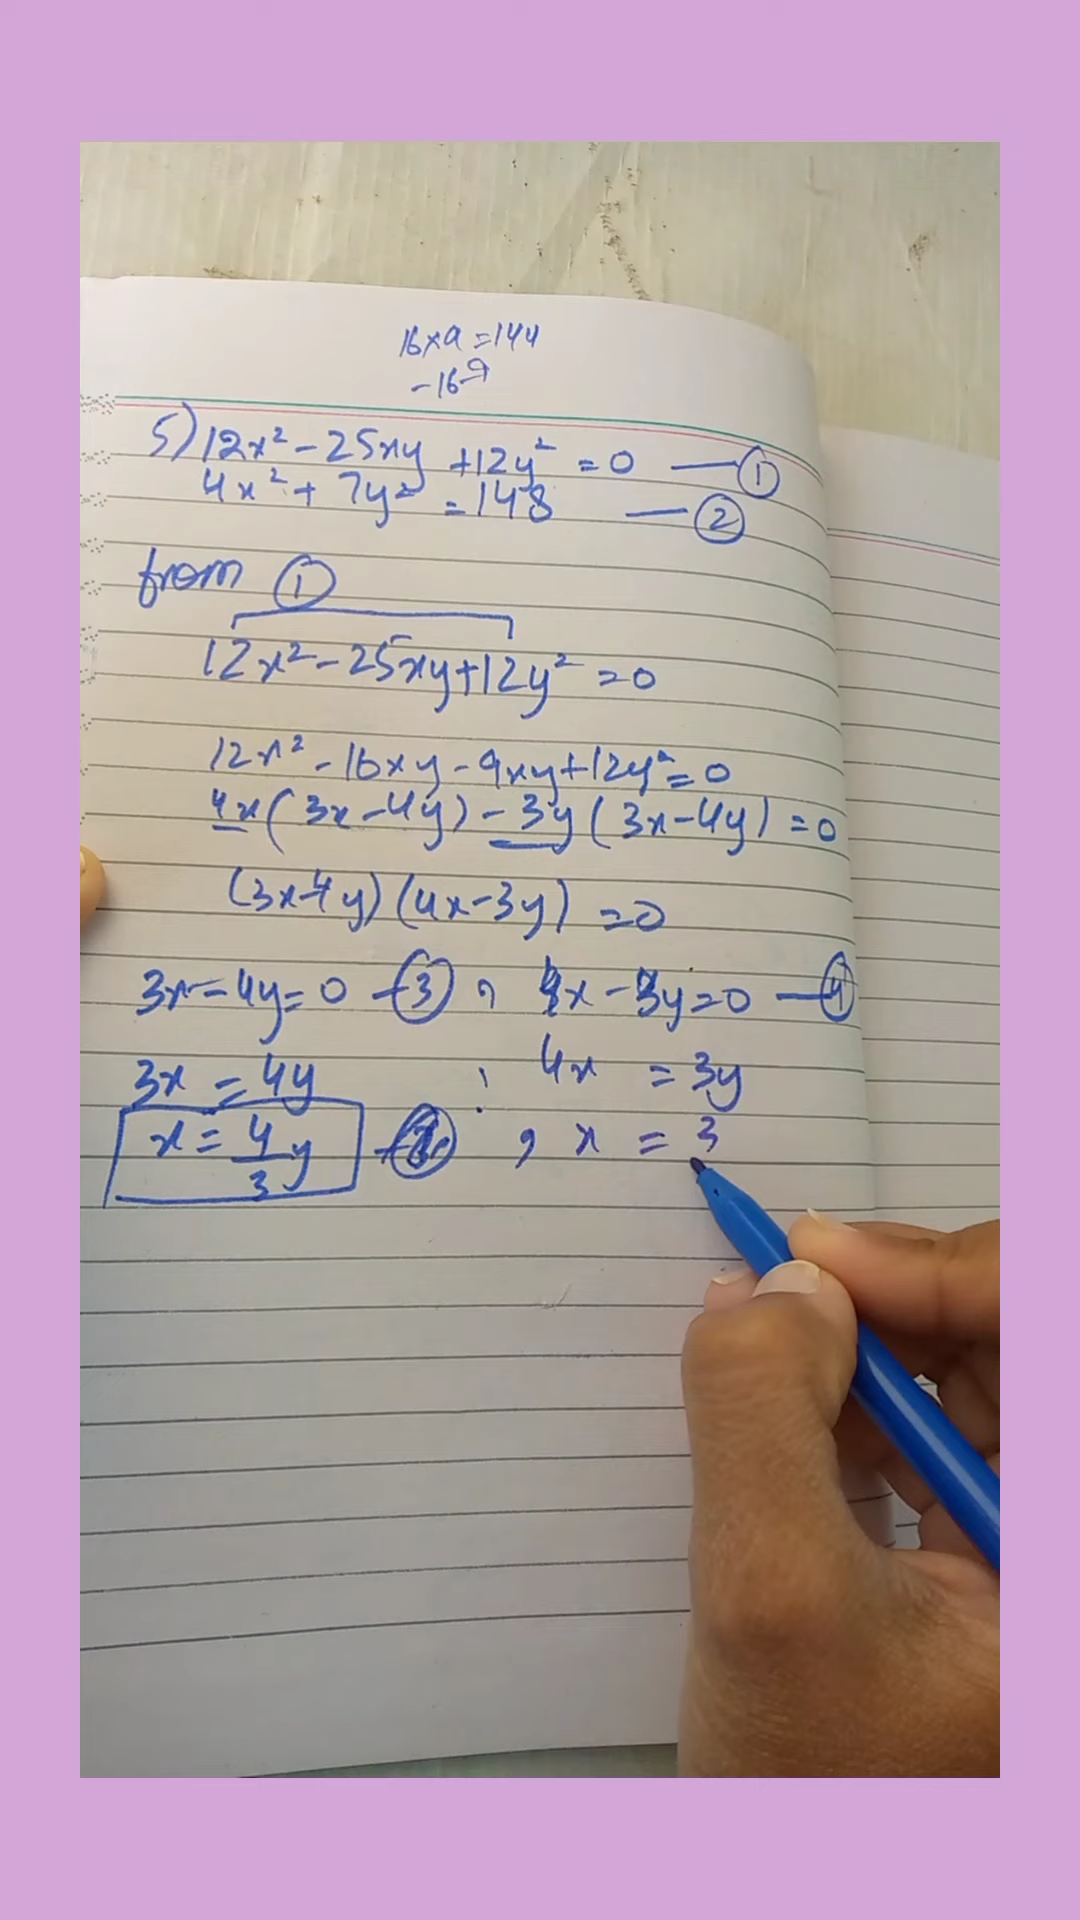 16×9=144
-16-9
5) 12x² - 25xy + 12y² = 0 — ①
4x² + 7y² = 148 — ②
from ①
12x² - 25xy + 12y² = 0
12x² - 16xy - 9xy + 12y² = 0
4x(3x-4y) - 3y(3x-4y) = 0
(3x-4y)(4x-3y) = 0
3x - 4y = 0 - ③ , 4x - 3y = 0 — ④
3x = 4y , 4x = 3y
x = 4/3 y , x = 3